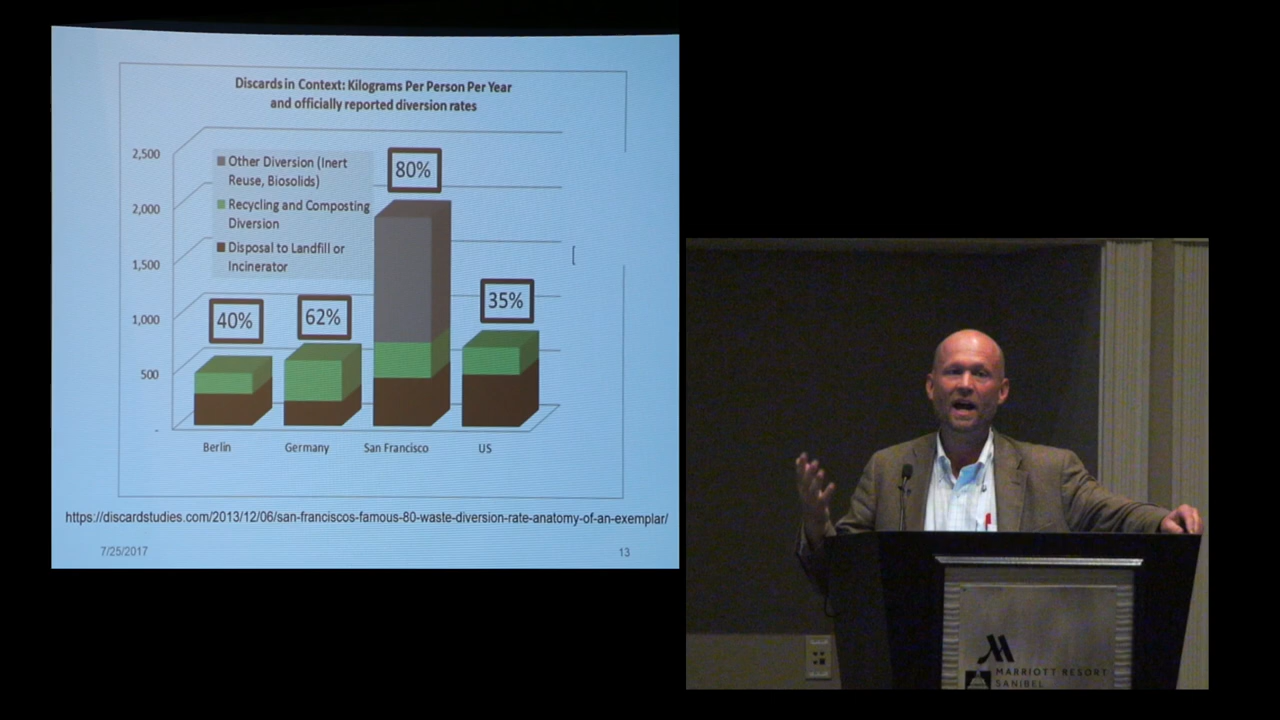 Discards in Context: Kilograms Per Person Per Year
and officially reported diversion rates
2,500
2,000
1,500
1,000
500
-
Other Diversion (Inert
Reuse, Biosolids)
Recycling and Composting
Diversion
Disposal to Landfill or
Incinerator
40%
62%
80%
35%
[
Berlin
Germany
San Francisco
US
https://discardstudies.com/2013/12/06/san-franciscos-famous-80-waste-diversion-rate-anatomy-of-an-exemplar/
7/25/2017
13
MARRIOTT RESORT
SANIBEL